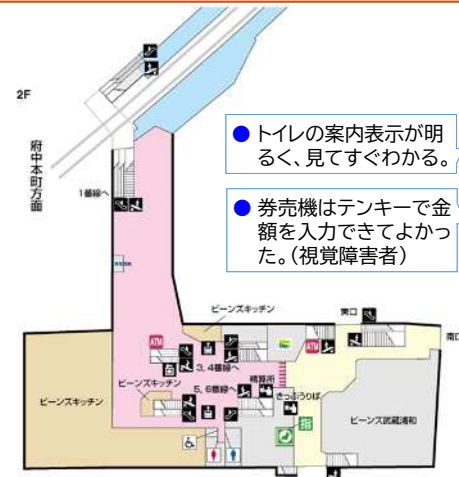 2F
府中本町方面
● トイレの案内表示が明
るく、見てすぐわかる。
● 券売機はテンキーで金
額を入力できてよかっ
た。(視覚障害者)
1番線へ
ビーンズキッチン
東口
南口
ATM
ATM
3, 4番線へ
精算所
ビーンズキッチン
5, 6番線へ
きっぷうりば
ビーンズキッチン
ビーンズ武蔵浦和
指